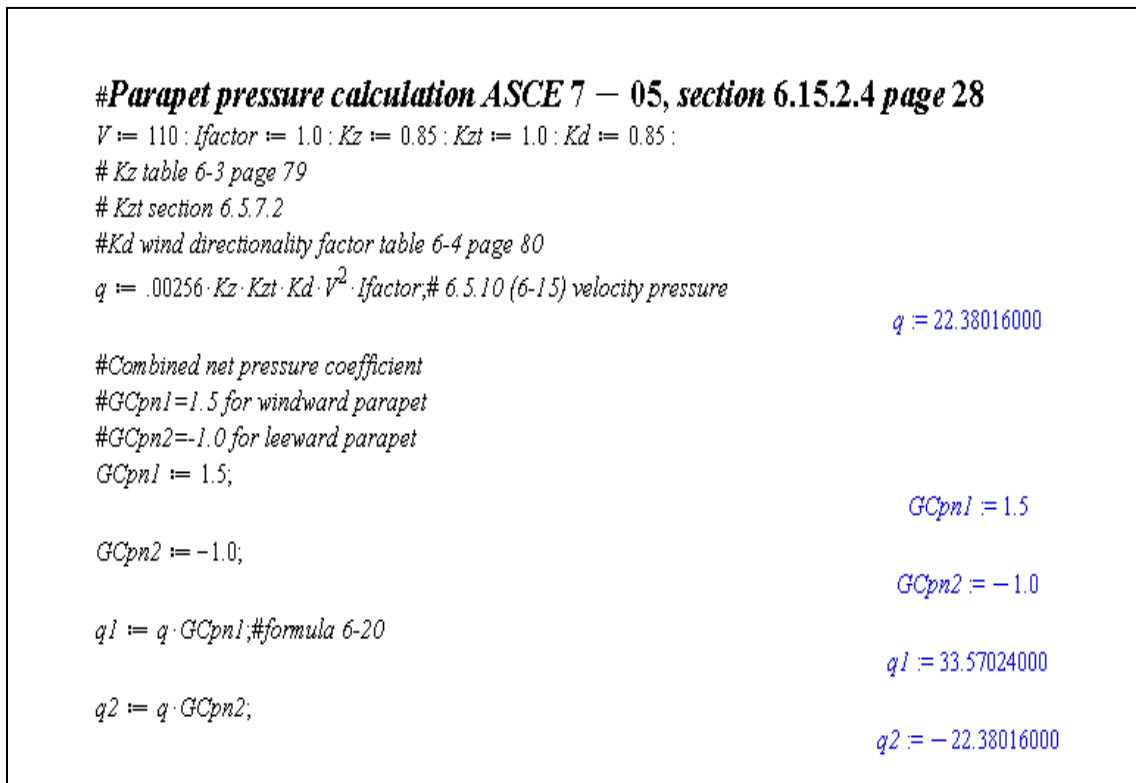 #Parapet pressure calculation ASCE 7 − 05, section 6.15.2.4 page 28
V := 110 : Ifactor := 1.0 : Kz := 0.85 : Kzt := 1.0 : Kd := 0.85 :
# Kz table 6-3 page 79
# Kzt section 6.5.7.2
#Kd wind directionality factor table 6-4 page 80
q := .00256·Kz·Kzt·Kd·V²·Ifactor;# 6.5.10 (6-15) velocity pressure
q := 22.38016000
#Combined net pressure coefficient
#GCpn1=1.5 for windward parapet
#GCpn2=-1.0 for leeward parapet
GCpn1 := 1.5;
GCpn1 := 1.5
GCpn2 := −1.0;
GCpn2 := −1.0
q1 := q·GCpn1;#formula 6-20
q1 := 33.57024000
q2 := q·GCpn2;
q2 := −22.38016000